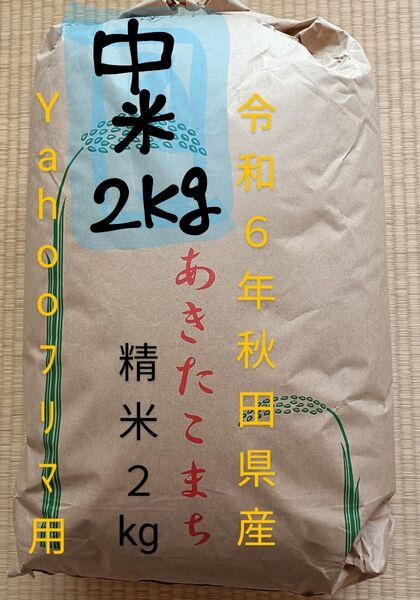 中米
2kg
令和６年秋田県産
あきたこまち
精米２kg
Yahooフリマ用